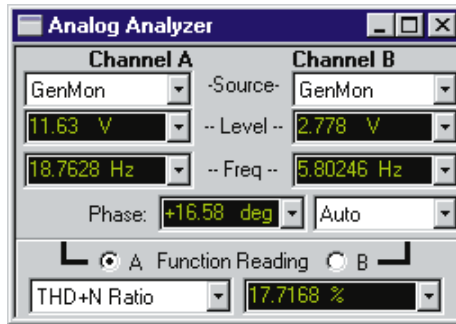 Analog Analyzer
Channel A Channel B
GenMon -Source- GenMon
11.63 V -- Level -- 2.778 V
18.7628 Hz -- Freq -- 5.80246 Hz
Phase: +16.58 deg Auto
A Function Reading B
THD+N Ratio 17.7168 %